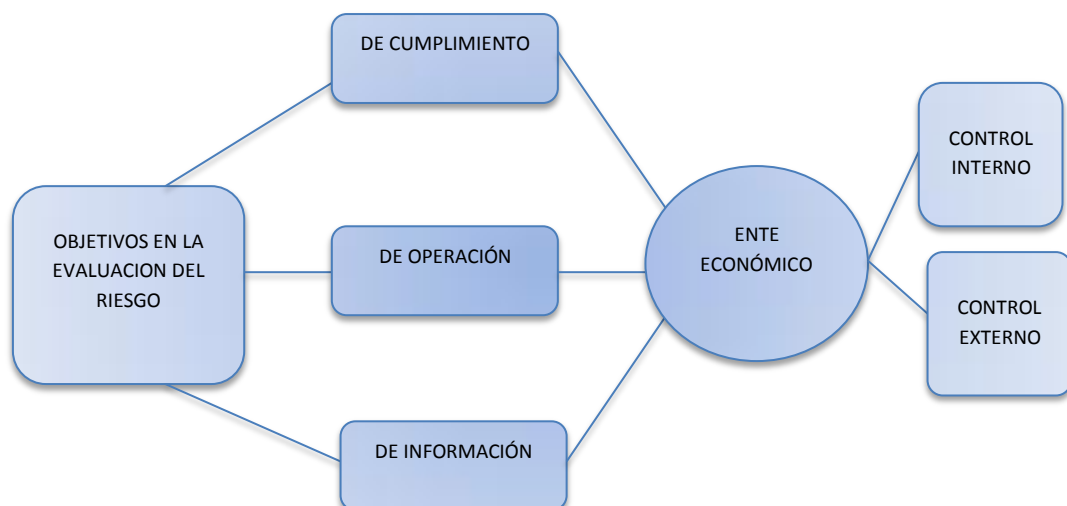 DE CUMPLIMIENTO
OBJETIVOS EN LA
EVALUACION DEL
RIESGO
DE OPERACIÓN
DE INFORMACIÓN
ENTE
ECONÓMICO
CONTROL
INTERNO
CONTROL
EXTERNO